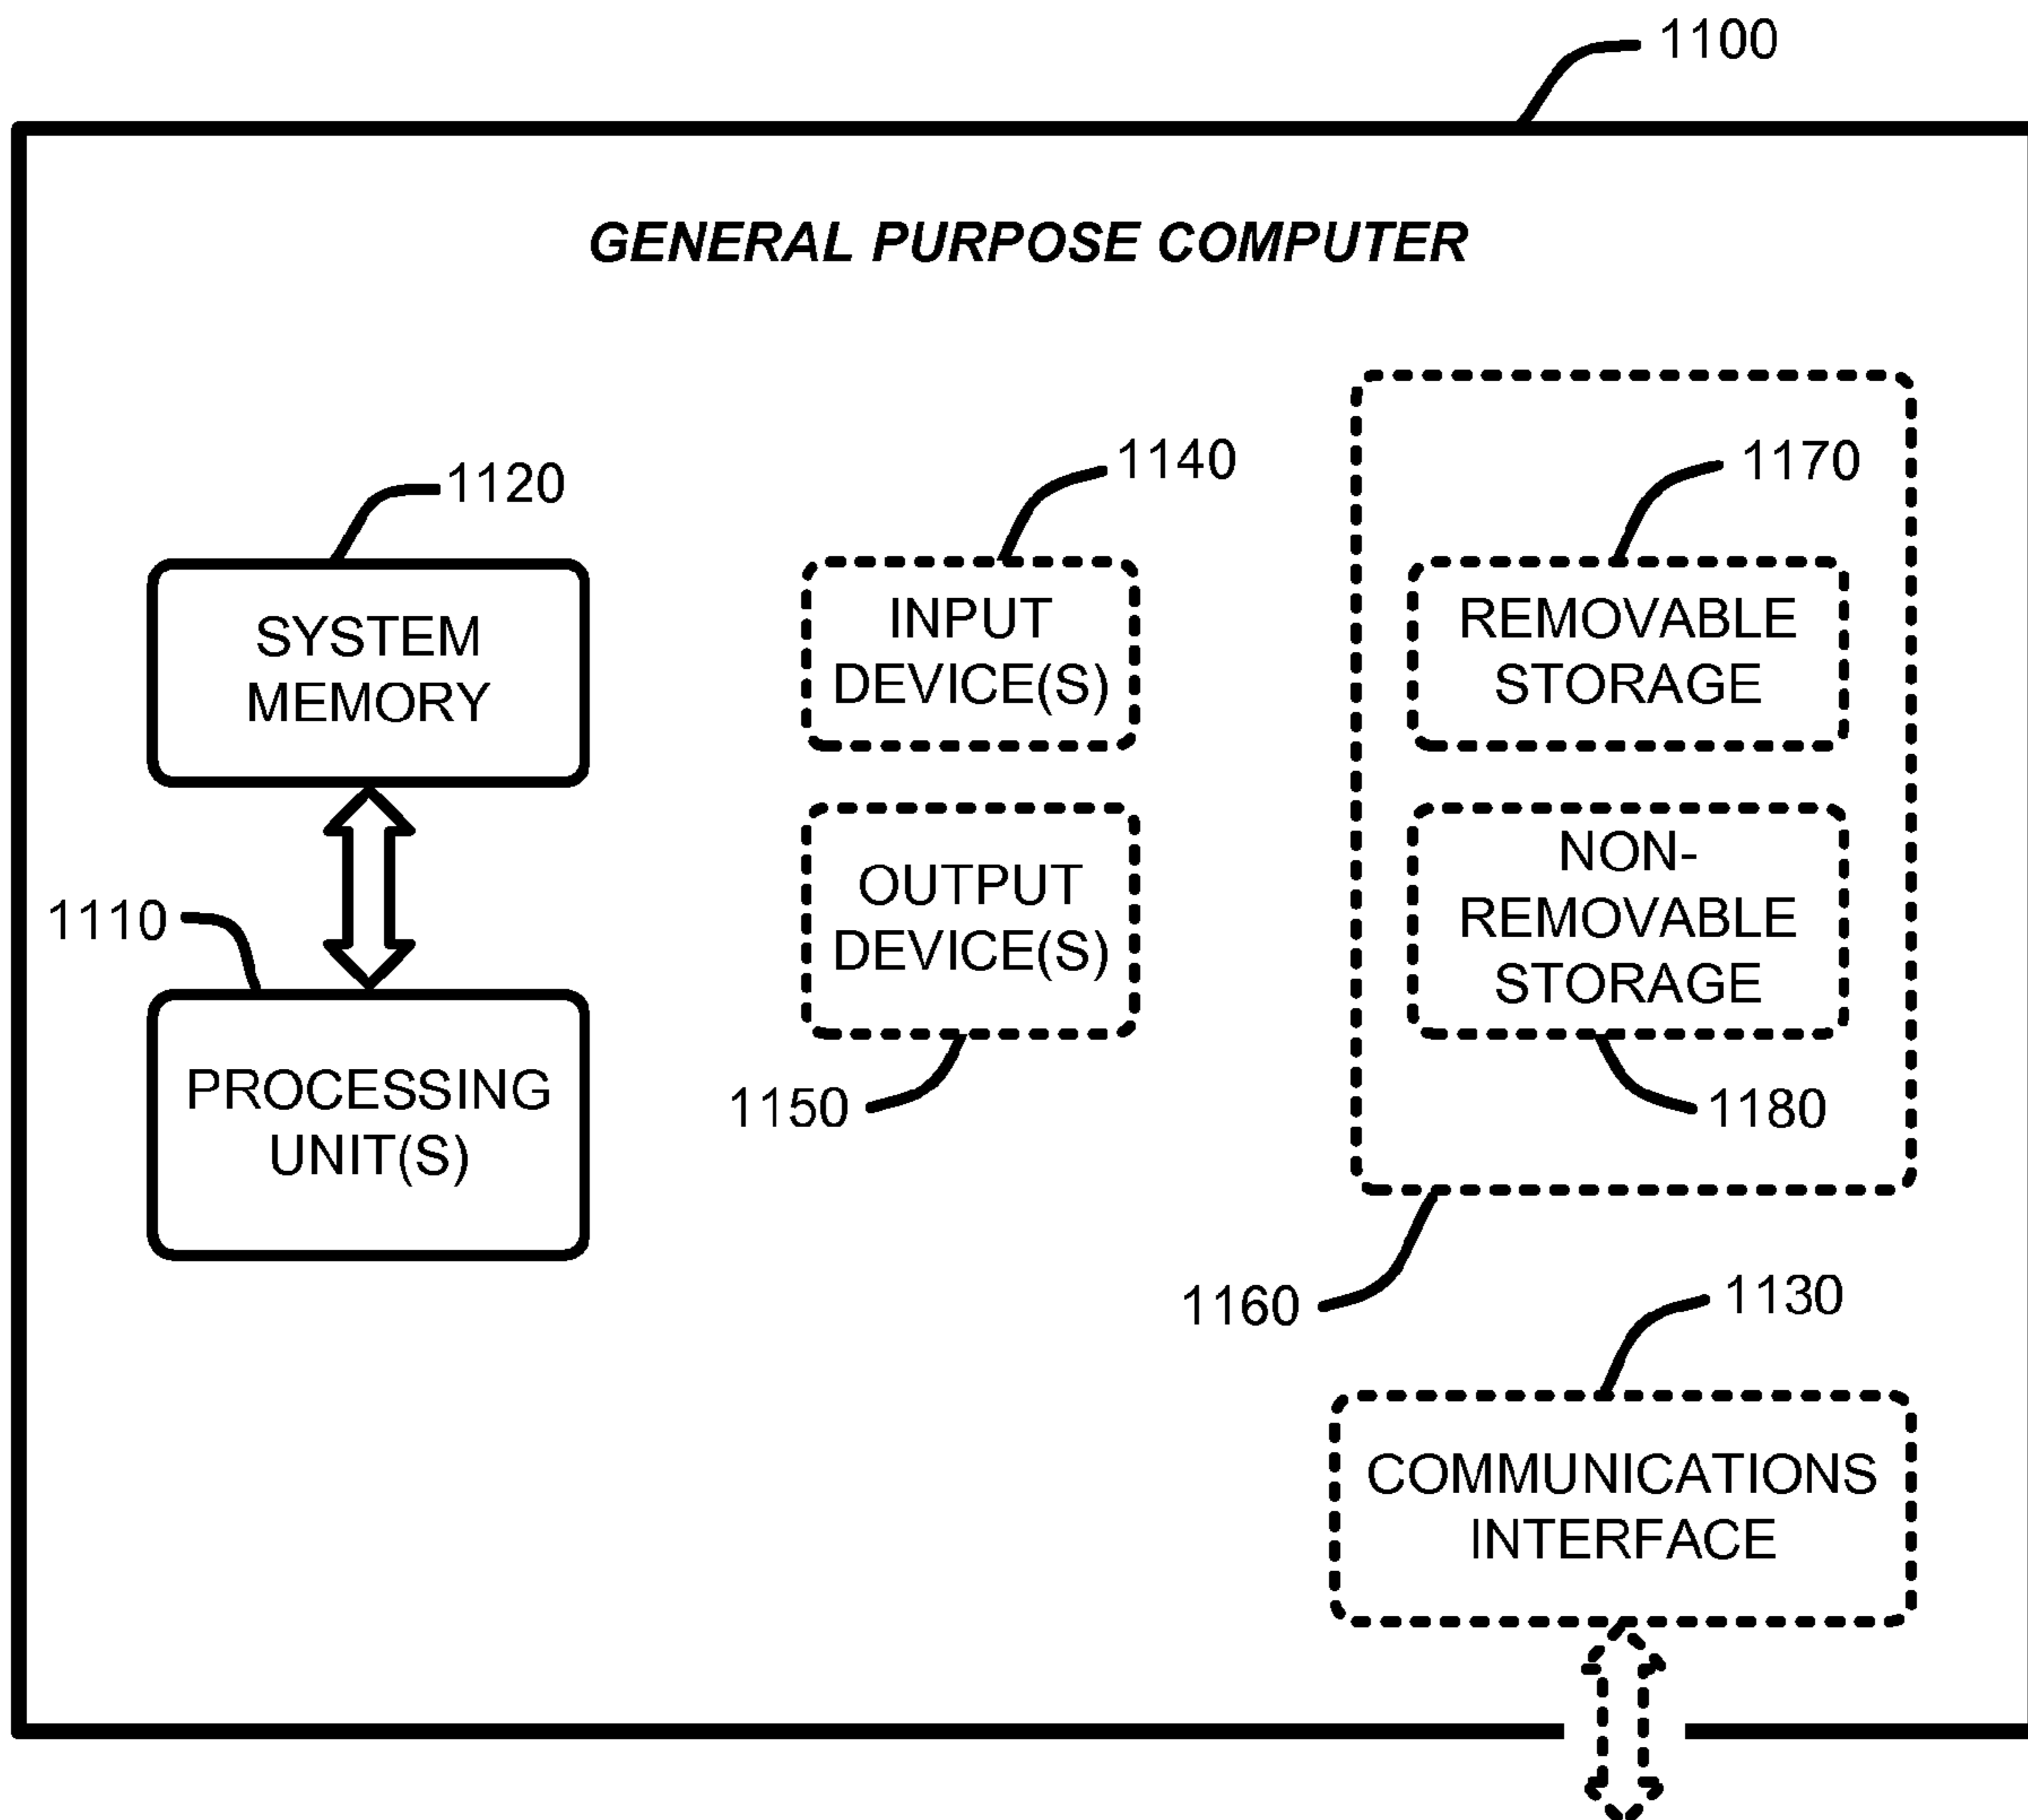 1100
GENERAL PURPOSE COMPUTER
1120
SYSTEM
MEMORY
1110
PROCESSING
UNIT(S)
1140
INPUT
DEVICE(S)
OUTPUT
DEVICE(S)
1150
1170
REMOVABLE
STORAGE
NON-
REMOVABLE
STORAGE
1180
1160
1130
COMMUNICATIONS
INTERFACE